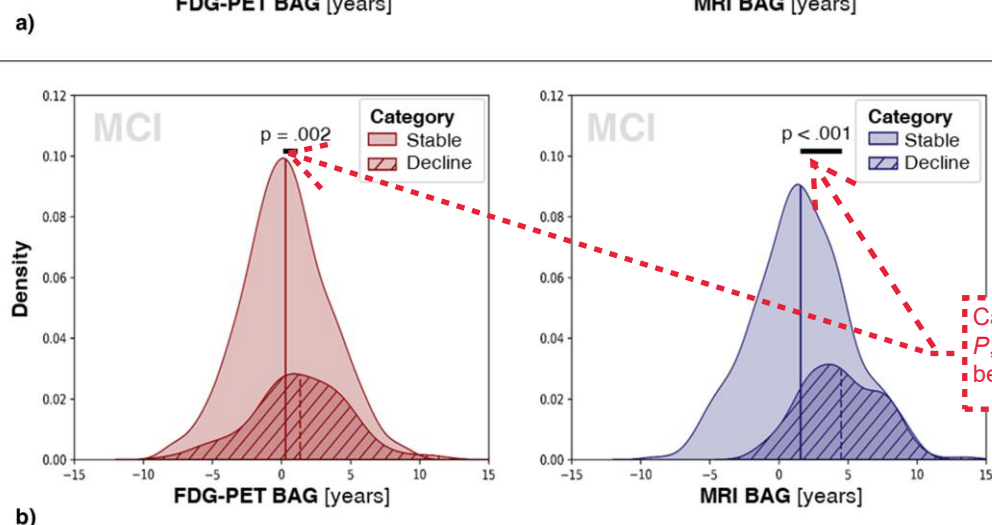 FDG-PET BAG [years]
MRI BAG [years]
a)
MCI
p = .002
Category
Stable
Decline
0.12
0.10
0.08
0.06
0.04
0.02
0.00
Density
−15
−10
−5
0
5
10
15
FDG-PET BAG [years]
MCI
p < .001
Category
Stable
Decline
0.12
0.10
0.08
0.06
0.04
0.02
0.00
−15
−10
−5
0
5
10
15
MRI BAG [years]
b)